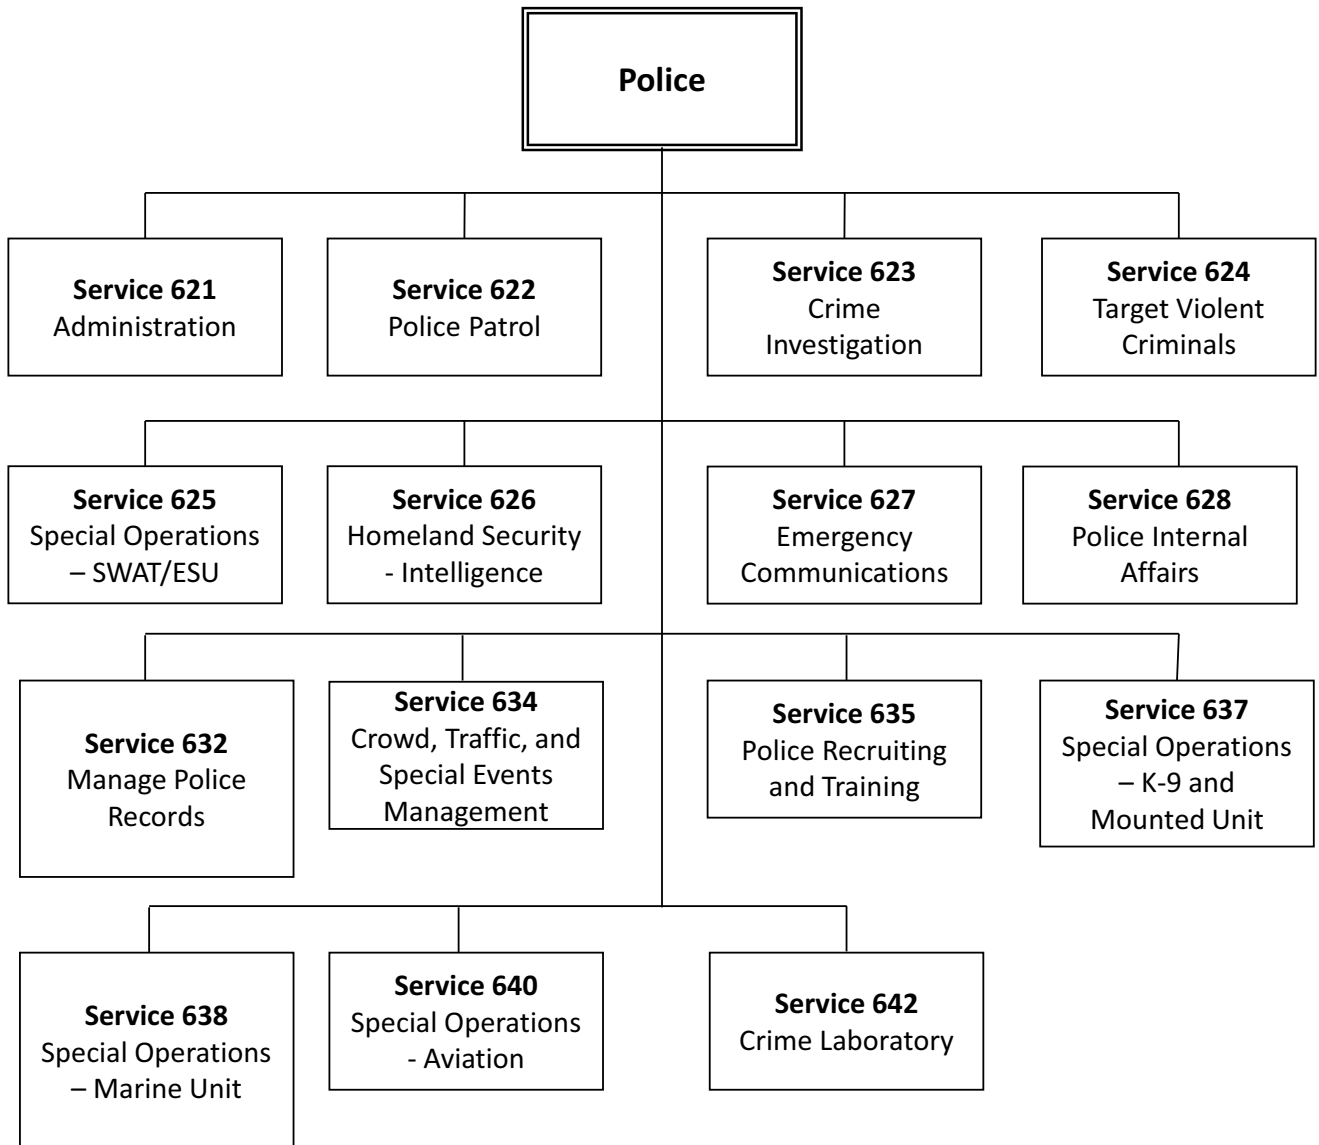 Police
Service 621
Administration
Service 622
Police Patrol
Service 623
Crime
Investigation
Service 624
Target Violent
Criminals
Service 625
Special Operations
– SWAT/ESU
Service 626
Homeland Security
- Intelligence
Service 627
Emergency
Communications
Service 628
Police Internal
Affairs
Service 632
Manage Police
Records
Service 634
Crowd, Traffic, and
Special Events
Management
Service 635
Police Recruiting
and Training
Service 637
Special Operations
– K-9 and
Mounted Unit
Service 638
Special Operations
– Marine Unit
Service 640
Special Operations
- Aviation
Service 642
Crime Laboratory